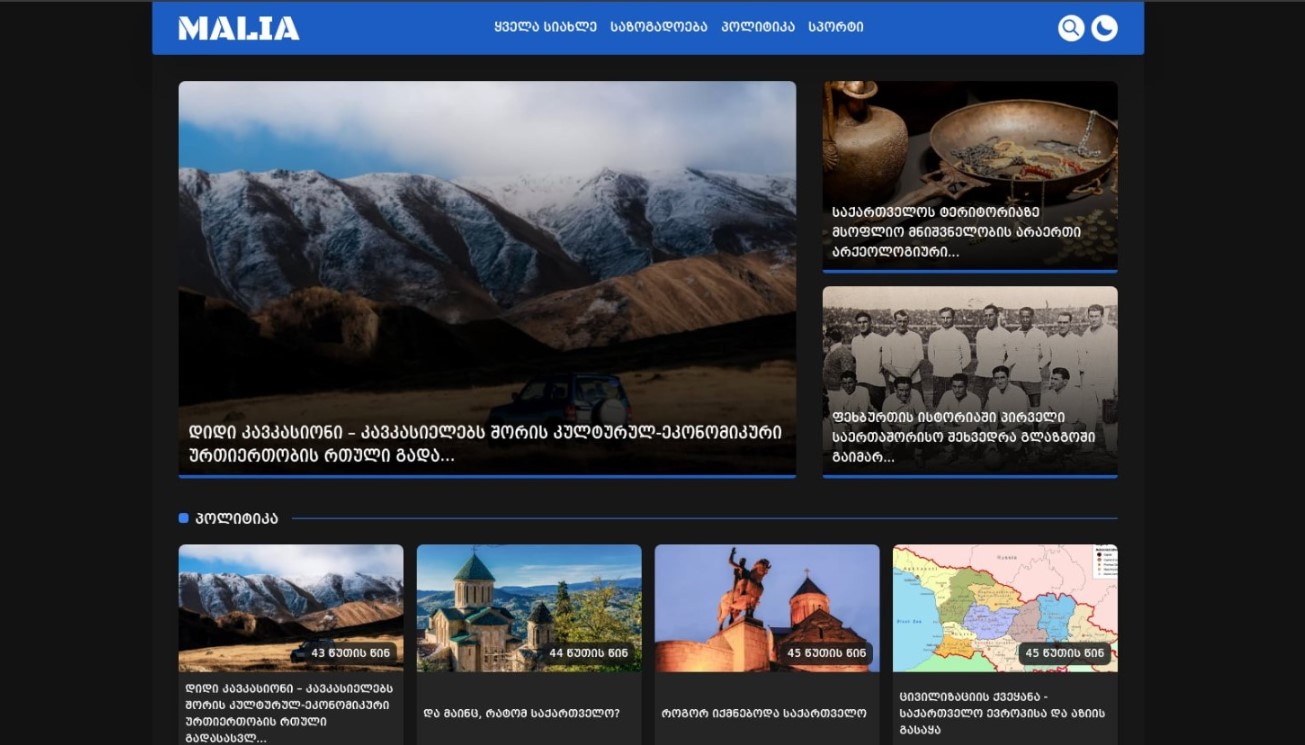 MALIA
ყველა სიახლე საზოგადოება პოლიტიკა სპორტი
საქართველოს ტერიტორიაზე
მსოფლიო მნიშვნელობის არაერთი
არქეოლოგიური...
დიდი კავკასიონი - კავკასიელებს შორის კულტურულ-ეკონომიკური
ურთიერთობის რთული გადა...
ფეხბურთის ისტორიაში პირველი
საერთაშორისო შეხვედრა გლაზგოში
გაიმარ...
პოლიტიკა
43 წუთის წინ
დიდი კავკასიონი - კავკასიელებს
შორის კულტურულ-ეკონომიკური
ურთიერთობის რთული
გადასასვლ...
44 წუთის წინ
და მაინც, რატომ საქართველო?
45 წუთის წინ
როგორ იქმნებოდა საქართველო
Russia
Black Sea
45 წუთის წინ
ცივილიზაციის ქვეყანა -
საქართველო ევროპისა და აზიის
გასაყა